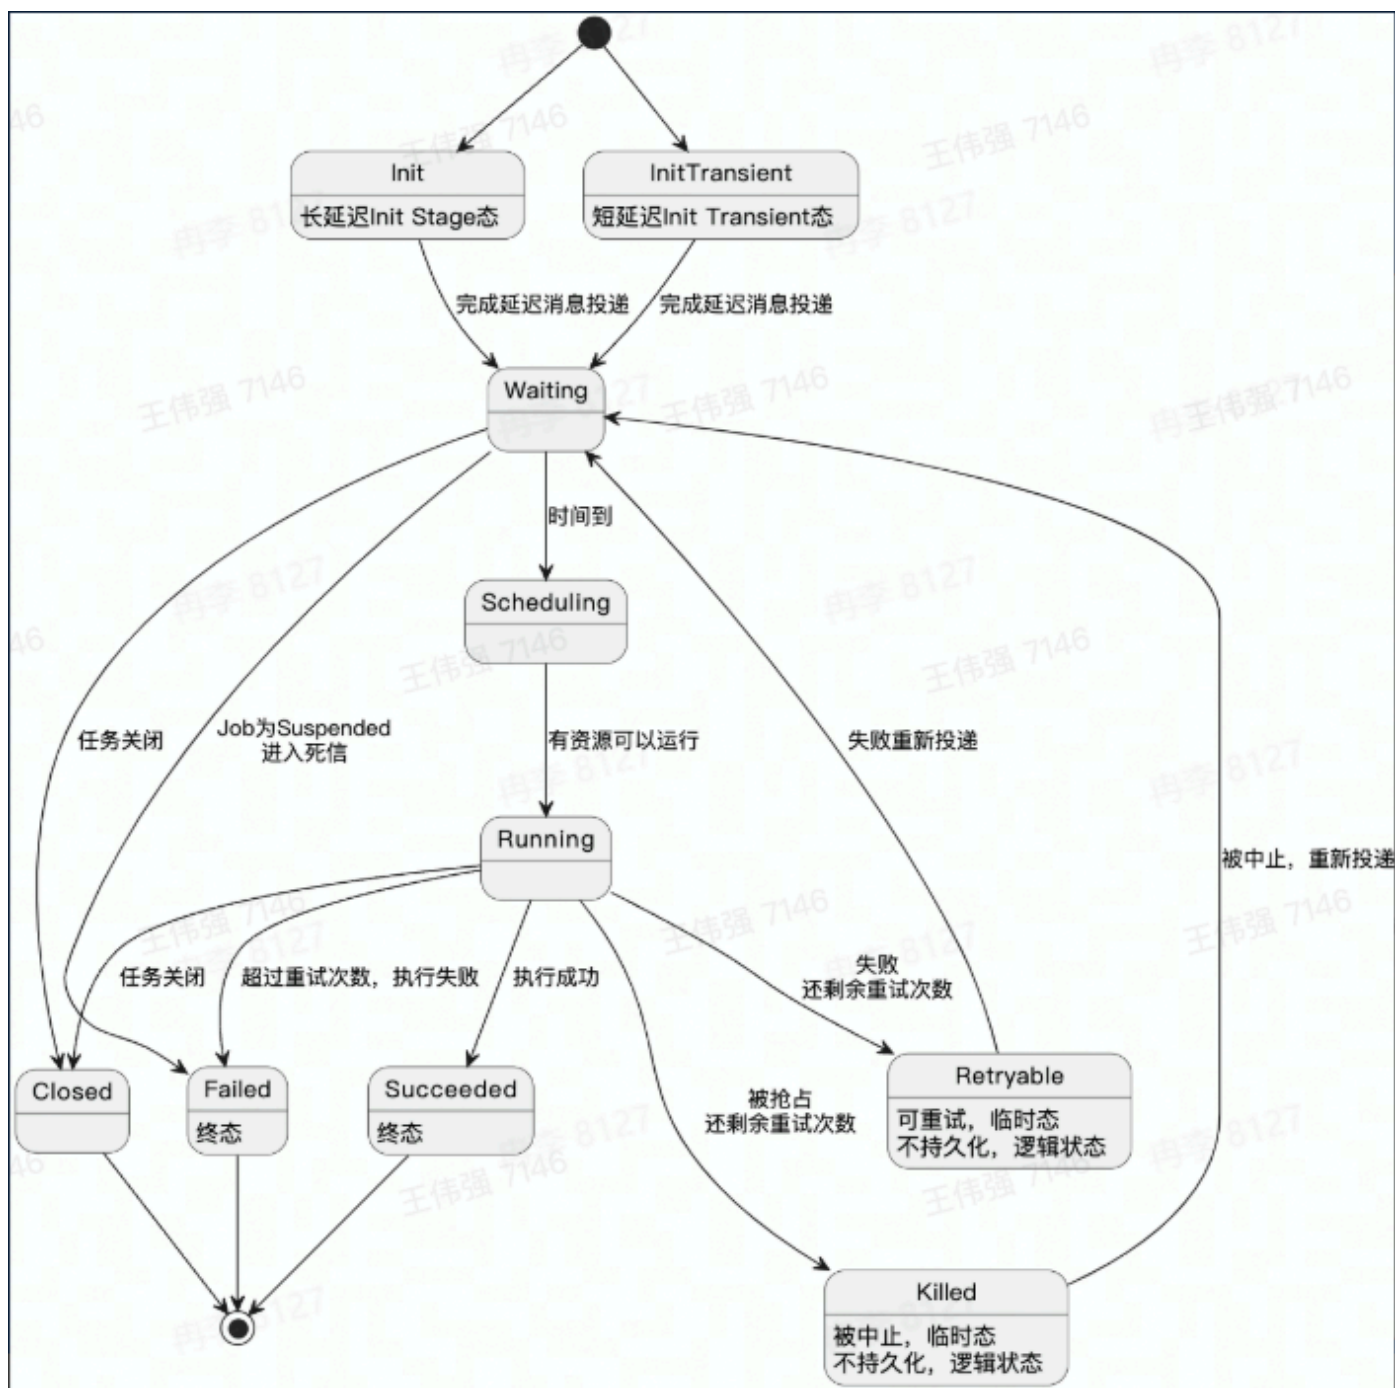 Init
长延迟Init Stage态
InitTransient
短延迟Init Transient态
完成延迟消息投递
完成延迟消息投递
Waiting
时间到
Scheduling
任务关闭
Job为Suspended
进入死信
有资源可以运行
失败重新投递
Running
被中止，重新投递
任务关闭
超过重试次数，执行失败
执行成功
失败
还剩余重试次数
Closed
Failed
终态
Succeeded
终态
被抢占
还剩余重试次数
Retryable
可重试，临时态
不持久化，逻辑状态
Killed
被中止，临时态
不持久化，逻辑状态
王伟强 7146
冉李 8127